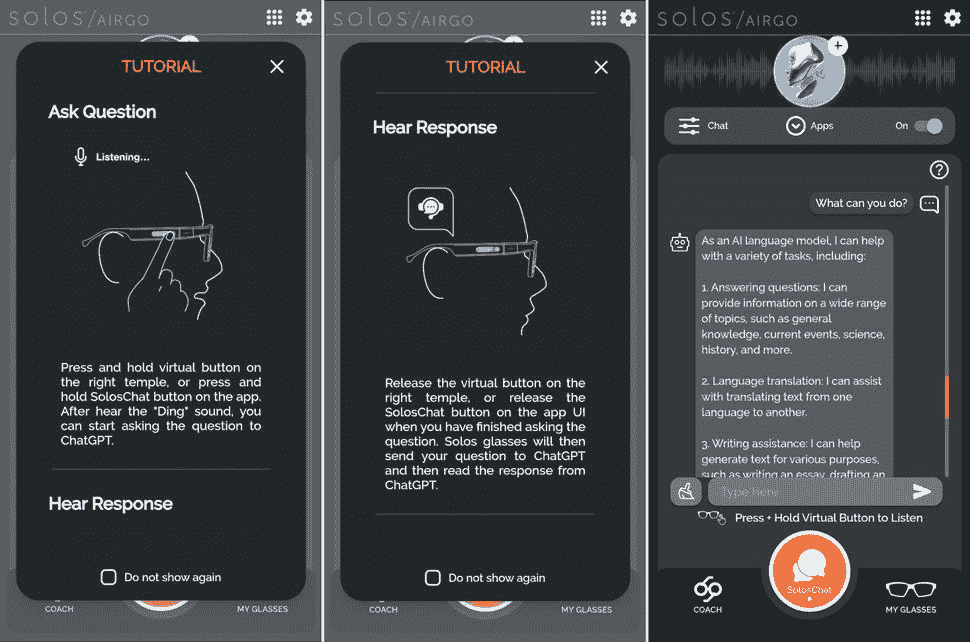 solos / AIRGO
TUTORIAL
Ask Question
Listening...
Press and hold virtual button on
the right temple, or press and
hold SolosChat button on the app.
After hear the "Ding" sound, you
can start asking the question to
ChatGPT.
Hear Response
Do not show again
COACH
MY GLASSES
solos / AIRGO
TUTORIAL
Hear Response
Release the virtual button on the
right temple, or release the
SolosChat button on the app UI
when you have finished asking the
question. Solos glasses will then
send your question to ChatGPT
and then read the response from
ChatGPT.
Do not show again
COACH
MY GLASSES
solos / AIRGO
Chat
Apps
On
What can you do?
As an AI language model, I can help
with a variety of tasks, including:
1. Answering questions: I can
provide information on a wide range
of topics, such as general
knowledge, current events, science,
history, and more.
2. Language translation: I can assist
with translating text from one
language to another.
3. Writing assistance: I can help
generate text for various purposes,
such as writing an essay, drafting an
Type here
Press + Hold Virtual Button to Listen
SolosChat
COACH
MY GLASSES